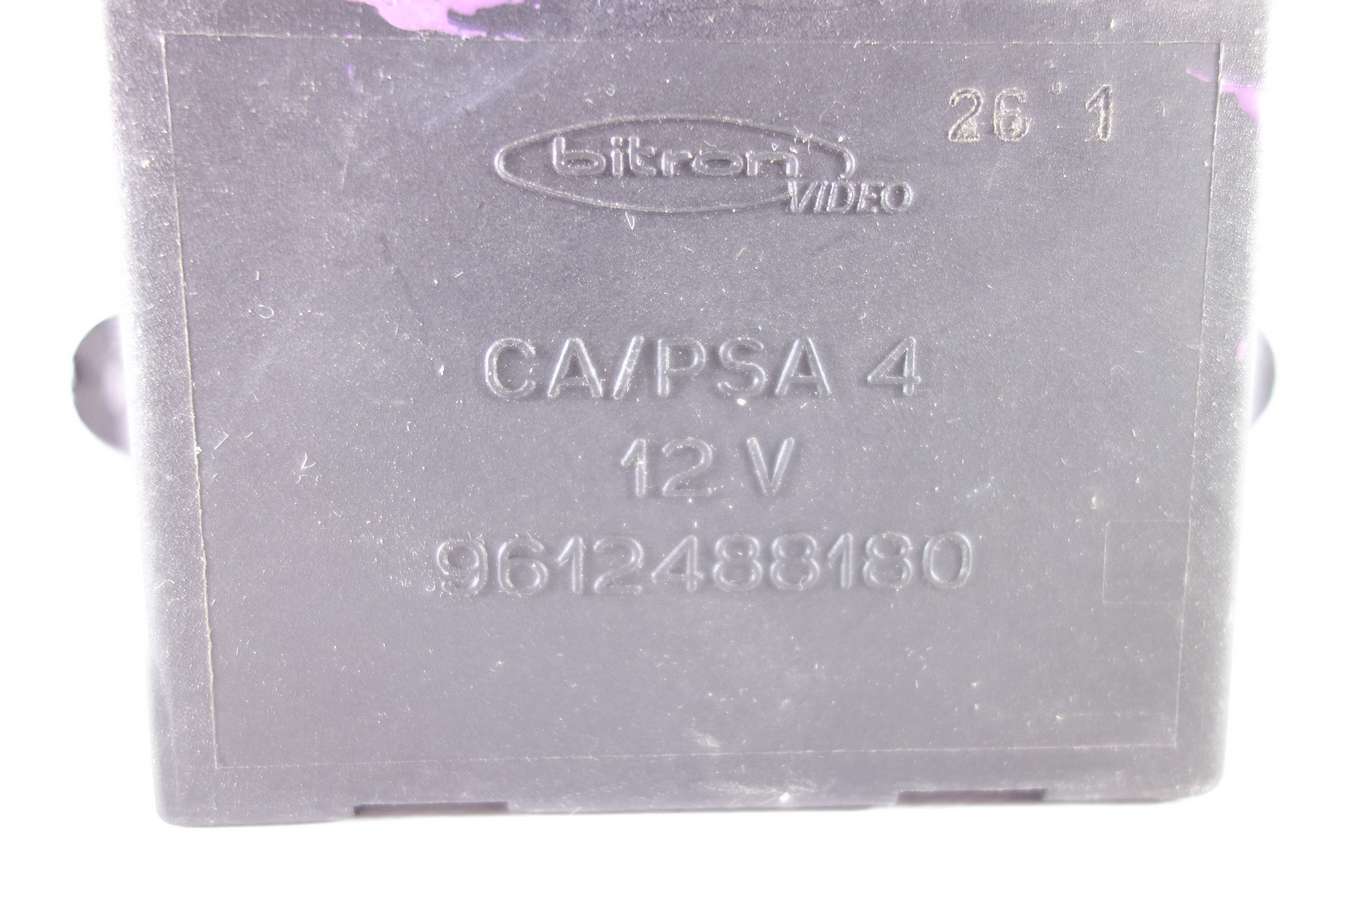 26 1
bitron
VIDEO
CA/PSA 4
12 V
9612488180